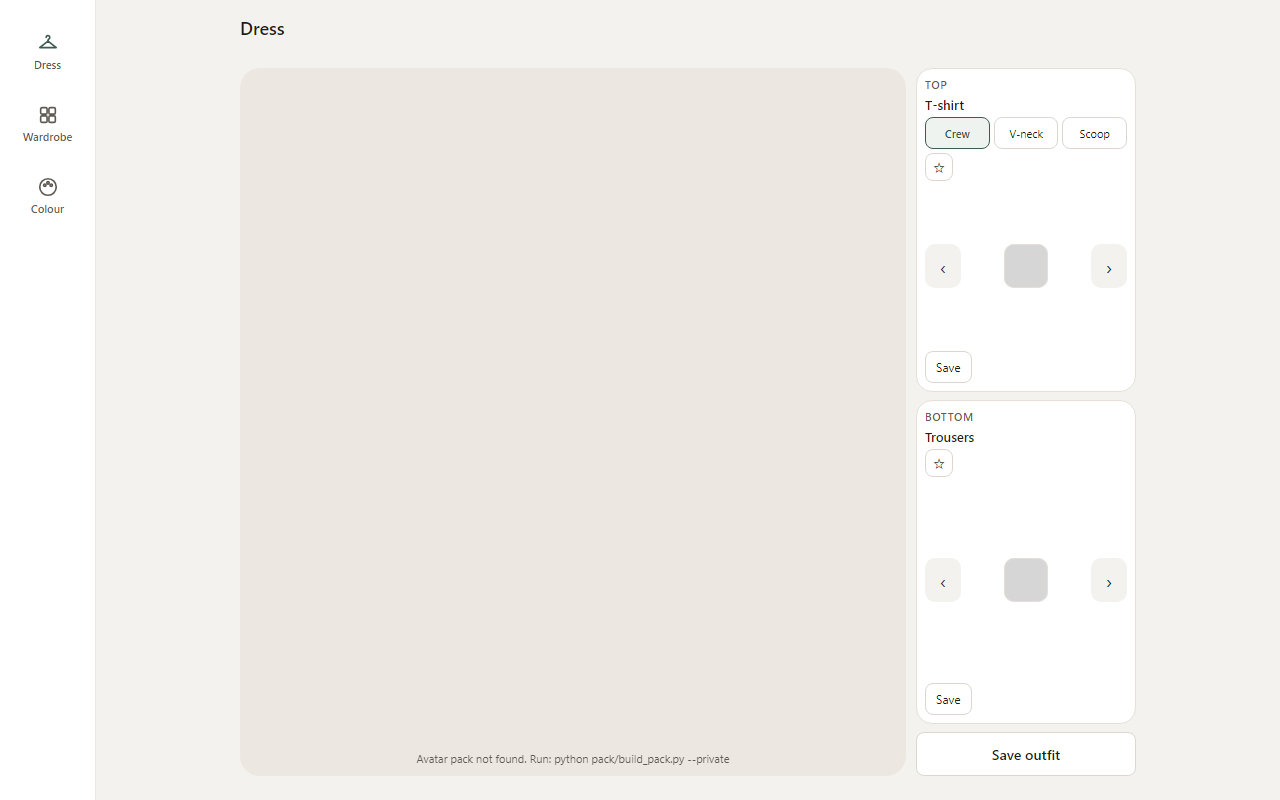 Dress
Dress
Wardrobe
Colour
TOP
T-shirt
Crew V-neck Scoop
☆
‹ ›
Save
BOTTOM
Trousers
☆
‹ ›
Save
Avatar pack not found. Run: python pack/build_pack.py --private
Save outfit